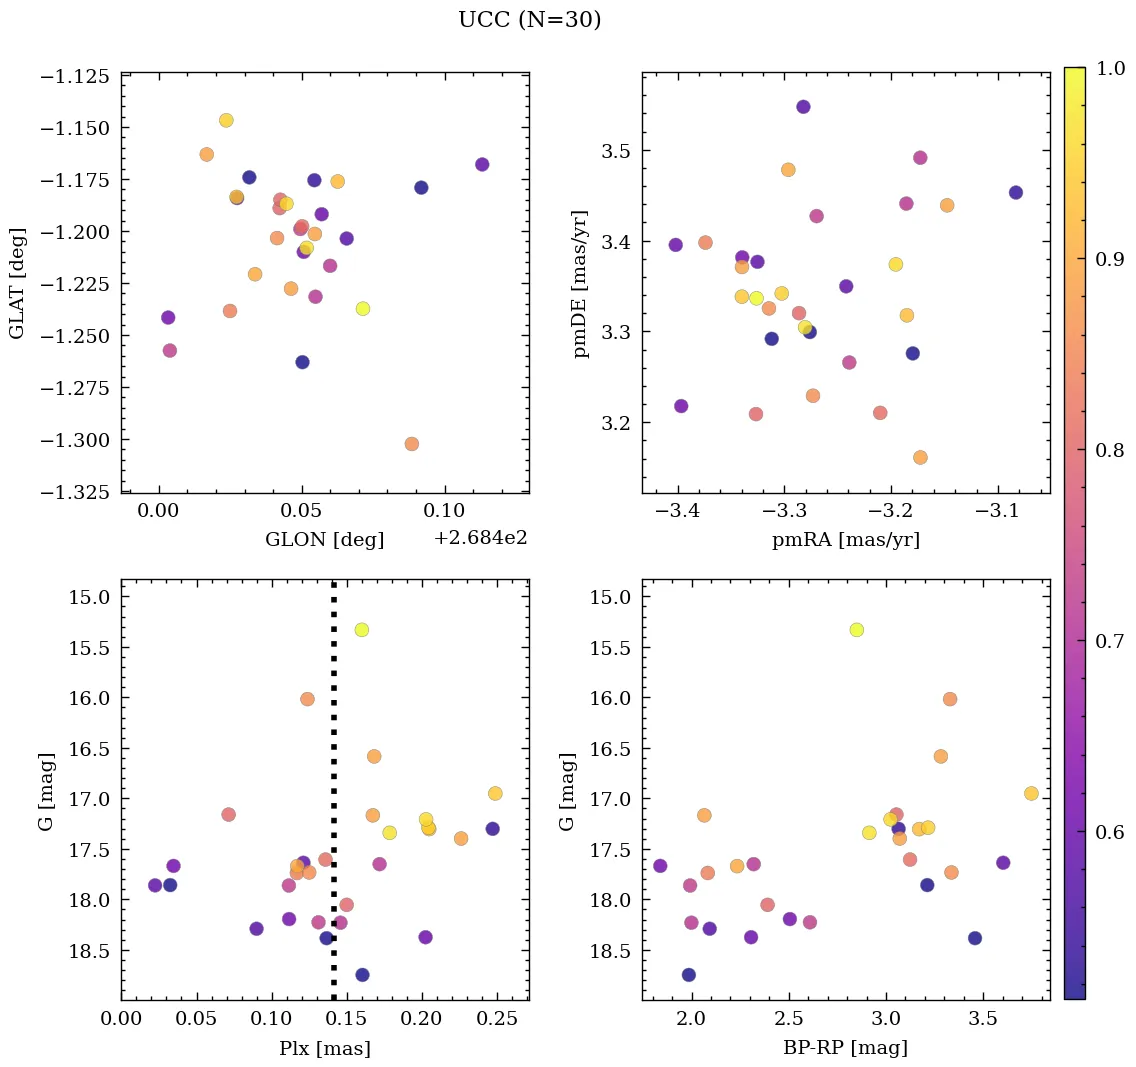 UCC (N=30)
−1.125
−1.150
−1.175
−1.200
−1.225
−1.250
−1.275
−1.300
−1.325
GLAT [deg]
0.00 0.05 0.10
GLON [deg]
+2.684e2
3.5
3.4
3.3
3.2
pmDE [mas/yr]
−3.4 −3.3 −3.2 −3.1
pmRA [mas/yr]
15.0
15.5
16.0
16.5
17.0
17.5
18.0
18.5
G [mag]
0.00 0.05 0.10 0.15 0.20 0.25
Plx [mas]
15.0
15.5
16.0
16.5
17.0
17.5
18.0
18.5
G [mag]
2.0 2.5 3.0 3.5
BP-RP [mag]
1.0
0.9
0.8
0.7
0.6